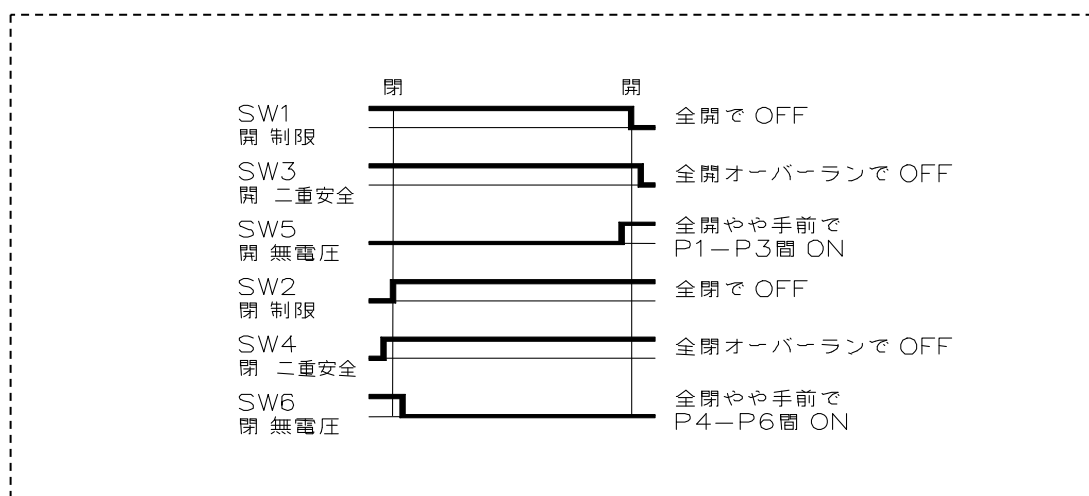 閉 開
SW1
開 制限
全開で OFF
SW3
開 二重安全
全開オーバーランで OFF
SW5
開 無電圧
全開やや手前で
P1−P3間 ON
SW2
閉 制限
全閉で OFF
SW4
閉 二重安全
全閉オーバーランで OFF
SW6
閉 無電圧
全閉やや手前で
P4−P6間 ON